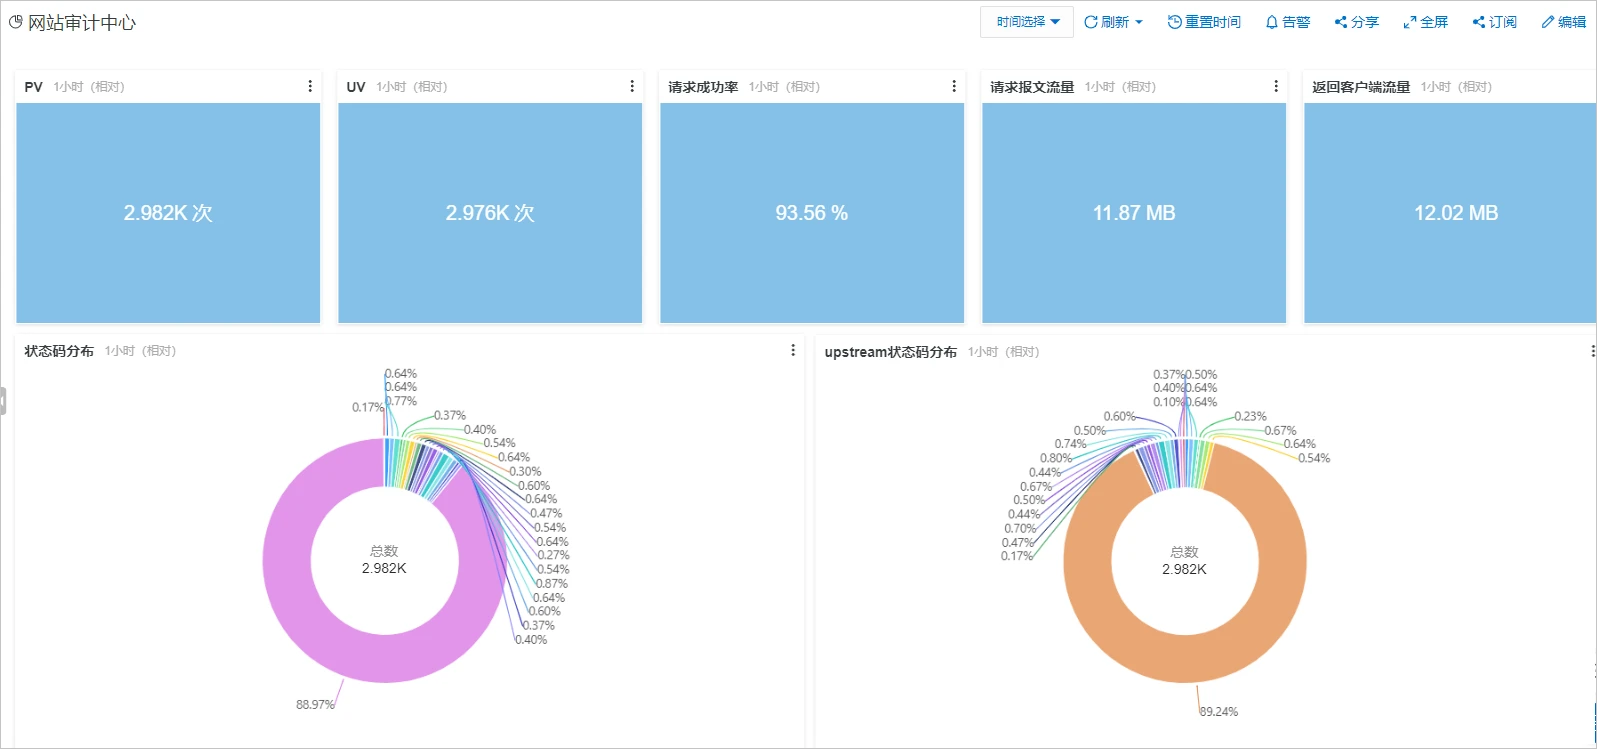 网站审计中心
时间选择 刷新 重置时间 告警 分享 全屏 订阅 编辑
PV 1小时（相对）
2.982K 次
UV 1小时（相对）
2.976K 次
请求成功率 1小时（相对）
93.56 %
请求报文流量 1小时（相对）
11.87 MB
返回客户端流量 1小时（相对）
12.02 MB
状态码分布 1小时（相对）
0.64%
0.64%
0.77%
0.17%
0.37%
0.40%
0.54%
0.64%
0.30%
0.60%
0.64%
0.47%
0.54%
0.64%
0.27%
0.54%
0.87%
0.64%
0.60%
0.37%
0.40%
总数
2.982K
88.97%
upstream状态码分布 1小时（相对）
0.37% 0.50%
0.40% 0.64%
0.10% 0.64%
0.60% 0.23%
0.50% 0.67%
0.74% 0.64%
0.80% 0.54%
0.44%
0.67%
0.50%
0.44%
0.70%
0.47%
0.17%
总数
2.982K
89.24%